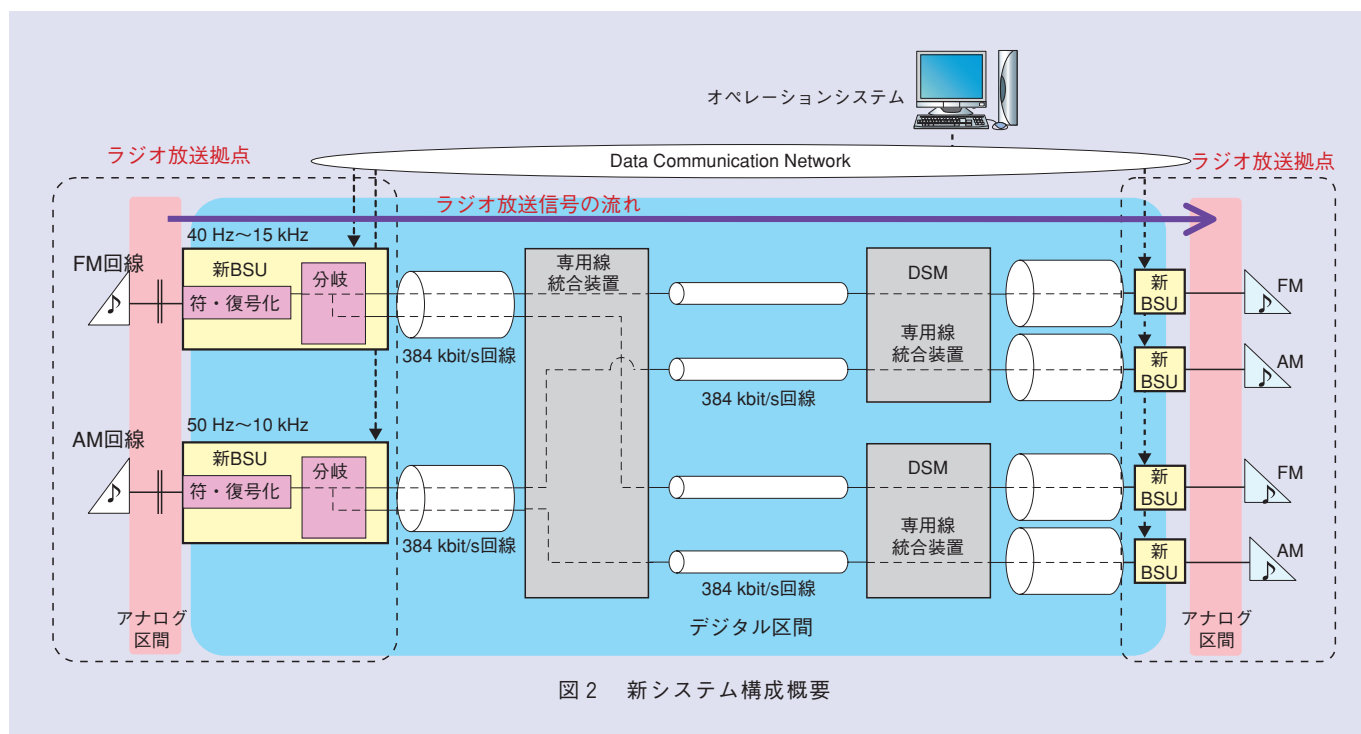 オペレーションシステム
ラジオ放送拠点
Data Communication Network
ラジオ放送拠点
ラジオ放送信号の流れ
40 Hz～15 kHz
FM回線
新BSU
符・復号化
分岐
384 kbit/s回線
専用線
統合装置
DSM
専用線
統合装置
新
BSU
FM
384 kbit/s回線
新
BSU
AM
50 Hz～10 kHz
AM回線
新BSU
符・復号化
分岐
384 kbit/s回線
DSM
専用線
統合装置
新
BSU
FM
384 kbit/s回線
新
BSU
AM
アナログ
区間
デジタル区間
アナログ
区間
図2 新システム構成概要